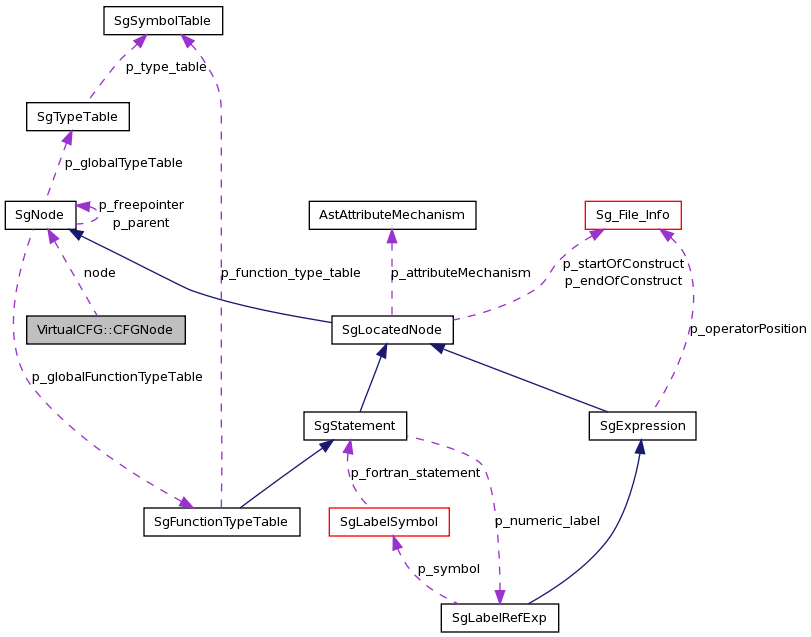 SgSymbolTable
p_type_table
SgTypeTable
p_globalTypeTable
p_freepointer
p_parent
SgNode
AstAttributeMechanism
Sg_File_Info
node
p_function_type_table
p_attributeMechanism
p_startOfConstruct
p_endOfConstruct
VirtualCFG::CFGNode
SgLocatedNode
p_operatorPosition
p_globalFunctionTypeTable
SgStatement
SgExpression
p_fortran_statement
SgFunctionTypeTable
SgLabelSymbol
p_numeric_label
p_symbol
SgLabelRefExp